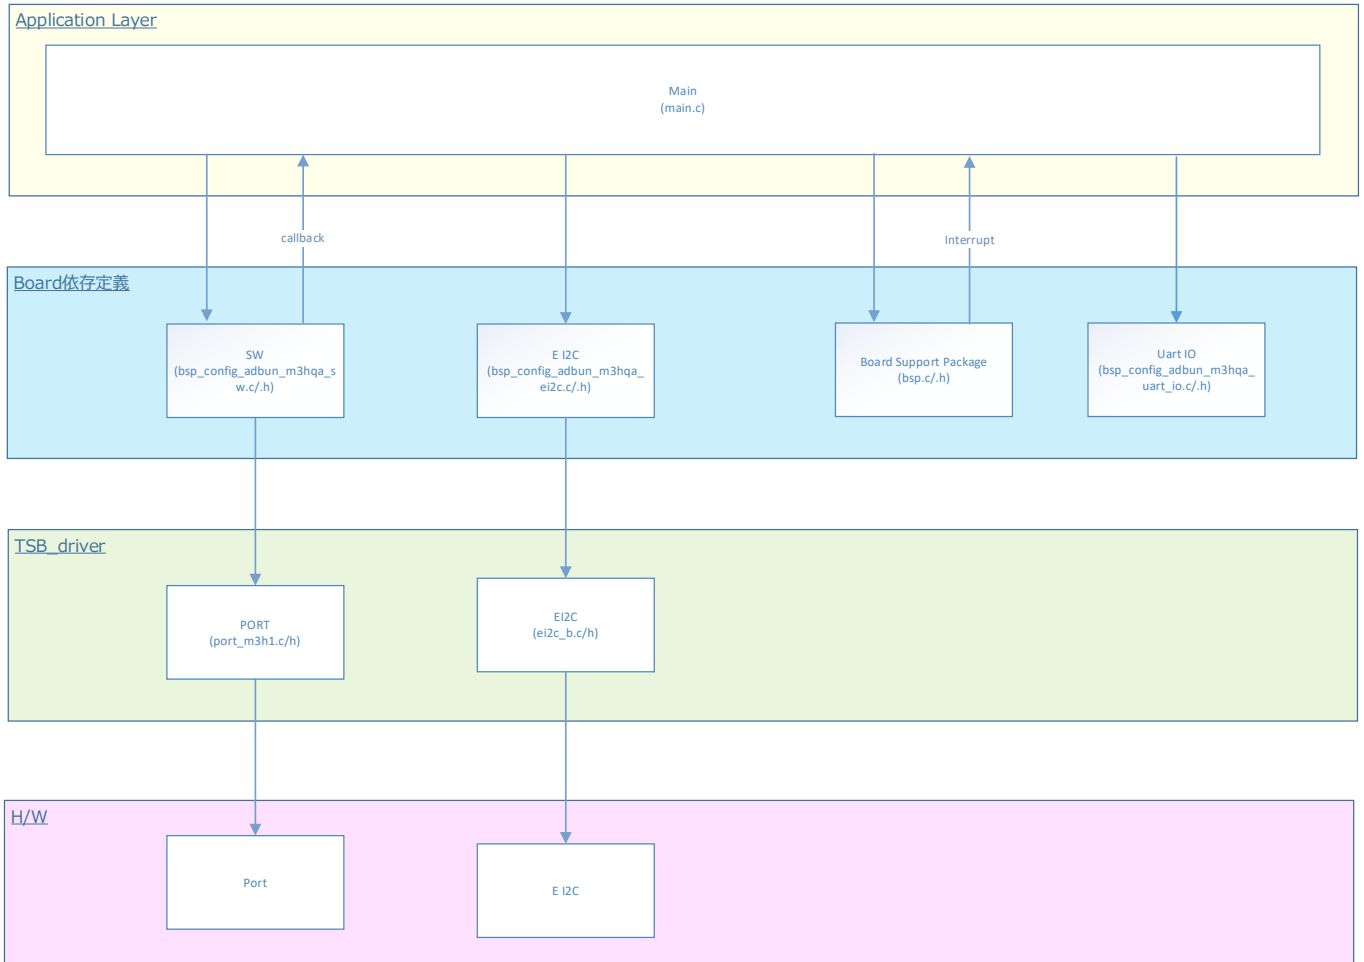 Application Layer
Main
(main.c)
callback
Interrupt
Board依存定義
SW
(bsp_config_adbun_m3hqa_s
w.c/.h)
E I2C
(bsp_config_adbun_m3hqa_
ei2c.c/.h)
Board Support Package
(bsp.c/.h)
Uart IO
(bsp_config_adbun_m3hqa_
uart_io.c/.h)
TSB_driver
PORT
(port_m3h1.c/h)
EI2C
(ei2c_b.c/h)
H/W
Port
E I2C